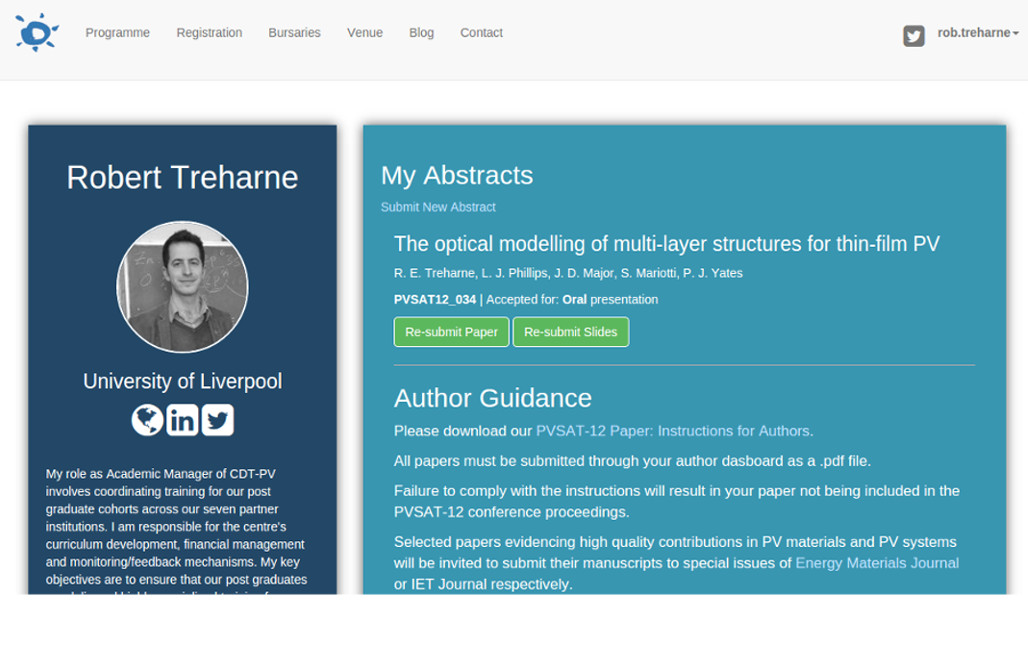 Programme Registration Bursaries Venue Blog Contact rob.treharne
Robert Treharne
University of Liverpool
My role as Academic Manager of CDT-PV
involves coordinating training for our post
graduate cohorts across our seven partner
institutions. I am responsible for the centre's
curriculum development, financial management
and monitoring/feedback mechanisms. My key
objectives are to ensure that our post graduates
My Abstracts
Submit New Abstract
The optical modelling of multi-layer structures for thin-film PV
R. E. Treharne, L. J. Phillips, J. D. Major, S. Mariotti, P. J. Yates
PVSAT12_034 | Accepted for: Oral presentation
Re-submit Paper Re-submit Slides
Author Guidance
Please download our PVSAT-12 Paper: Instructions for Authors.
All papers must be submitted through your author dasboard as a .pdf file.
Failure to comply with the instructions will result in your paper not being included in the
PVSAT-12 conference proceedings.
Selected papers evidencing high quality contributions in PV materials and PV systems
will be invited to submit their manuscripts to special issues of Energy Materials Journal
or IET Journal respectively.